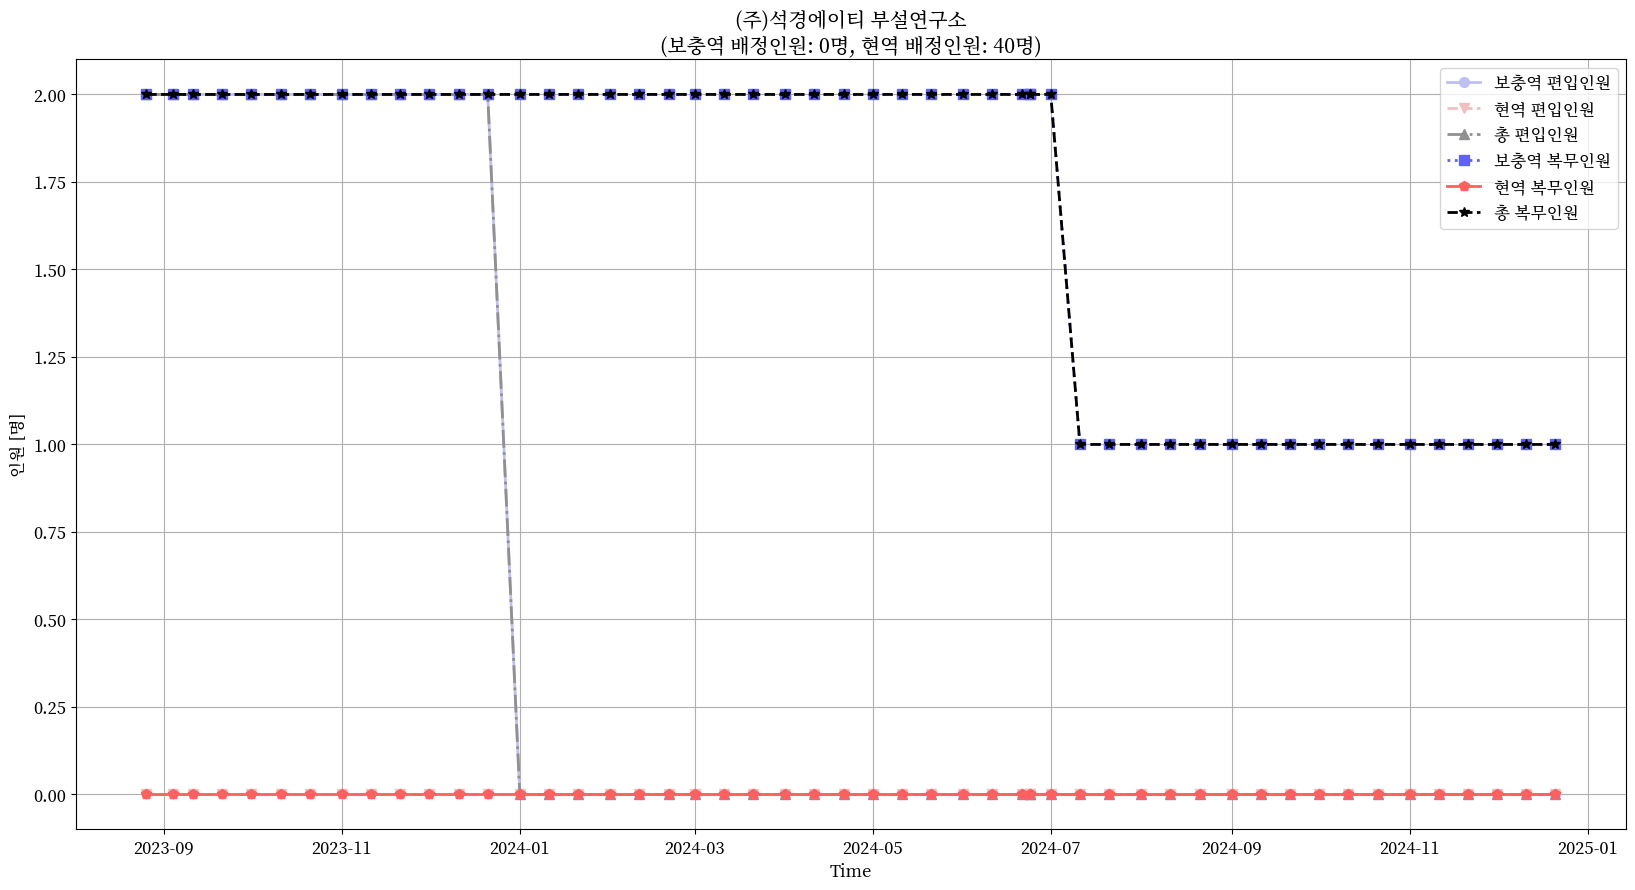 (주)석경에이티 부설연구소
(보충역 배정인원: 0명, 현역 배정인원: 40명)
보충역 편입인원
현역 편입인원
총 편입인원
보충역 복무인원
현역 복무인원
총 복무인원
인원 [명]
2.00
1.75
1.50
1.25
1.00
0.75
0.50
0.25
0.00
2023-09 2023-11 2024-01 2024-03 2024-05 2024-07 2024-09 2024-11 2025-01
Time